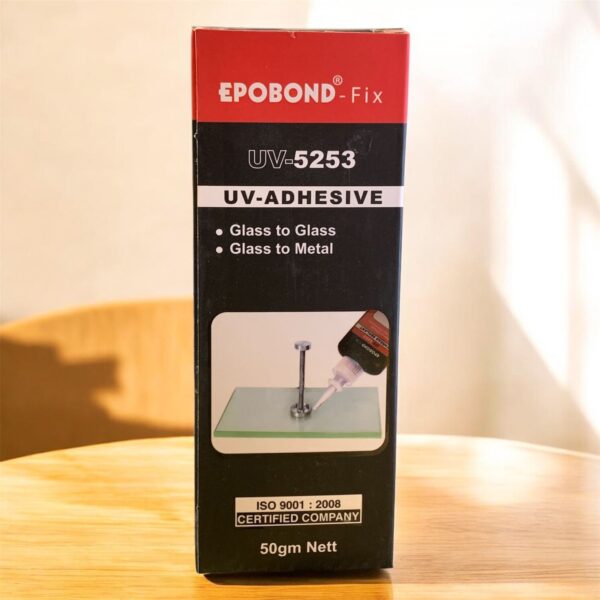 EPOBOND®-Fix
UV-5253
UV-ADHESIVE
• Glass to Glass
• Glass to Metal
ISO 9001 : 2008
CERTIFIED COMPANY
50gm Nett